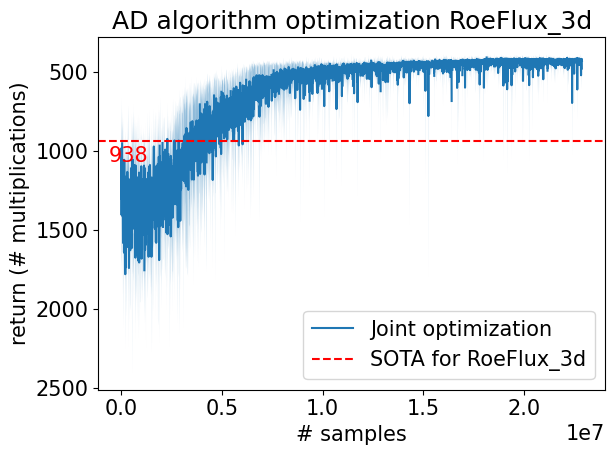 AD algorithm optimization RoeFlux_3d
return (# multiplications)
500
1000
1500
2000
2500
938
Joint optimization
SOTA for RoeFlux_3d
0.0 0.5 1.0 1.5 2.0
1e7
# samples